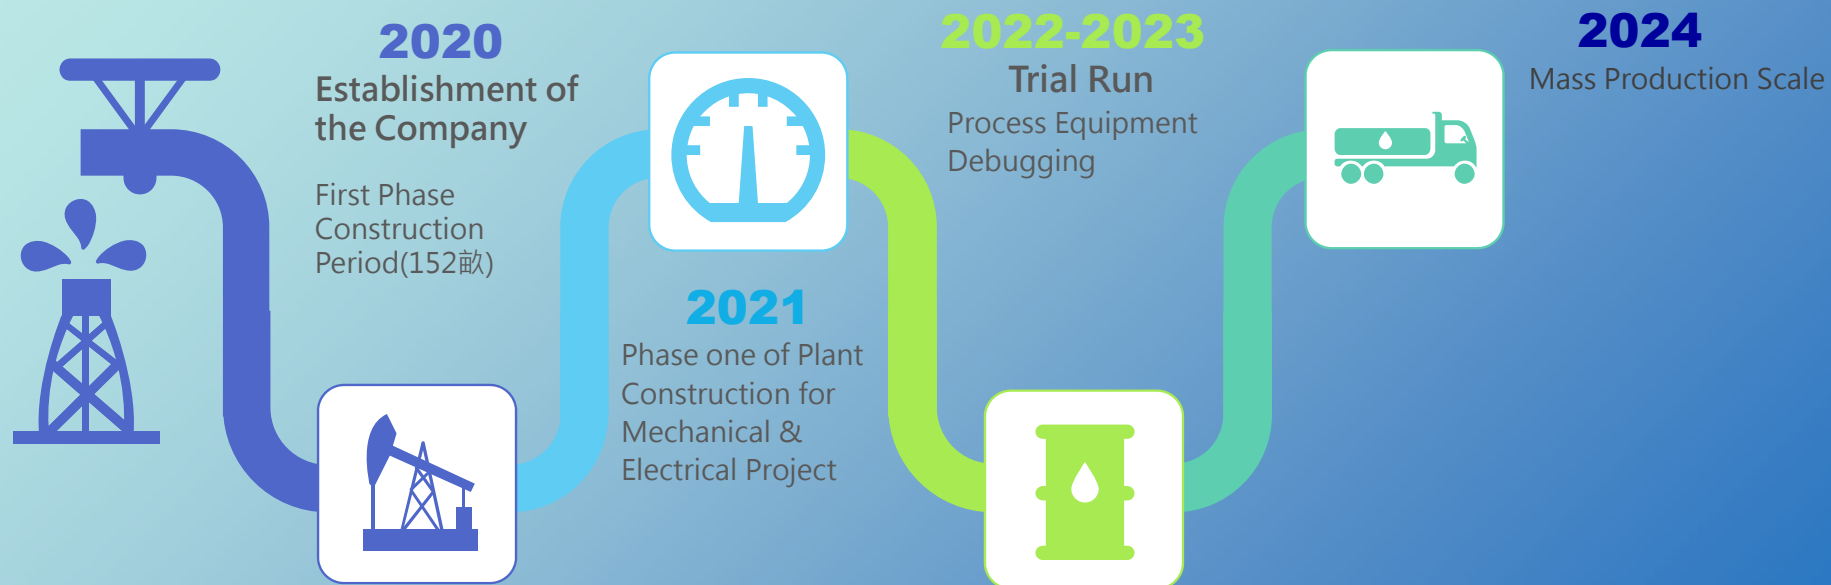 2020
Establishment of
the Company
First Phase
Construction
Period(152畝)
2021
Phase one of Plant
Construction for
Mechanical &
Electrical Project
2022-2023
Trial Run
Process Equipment
Debugging
2024
Mass Production Scale